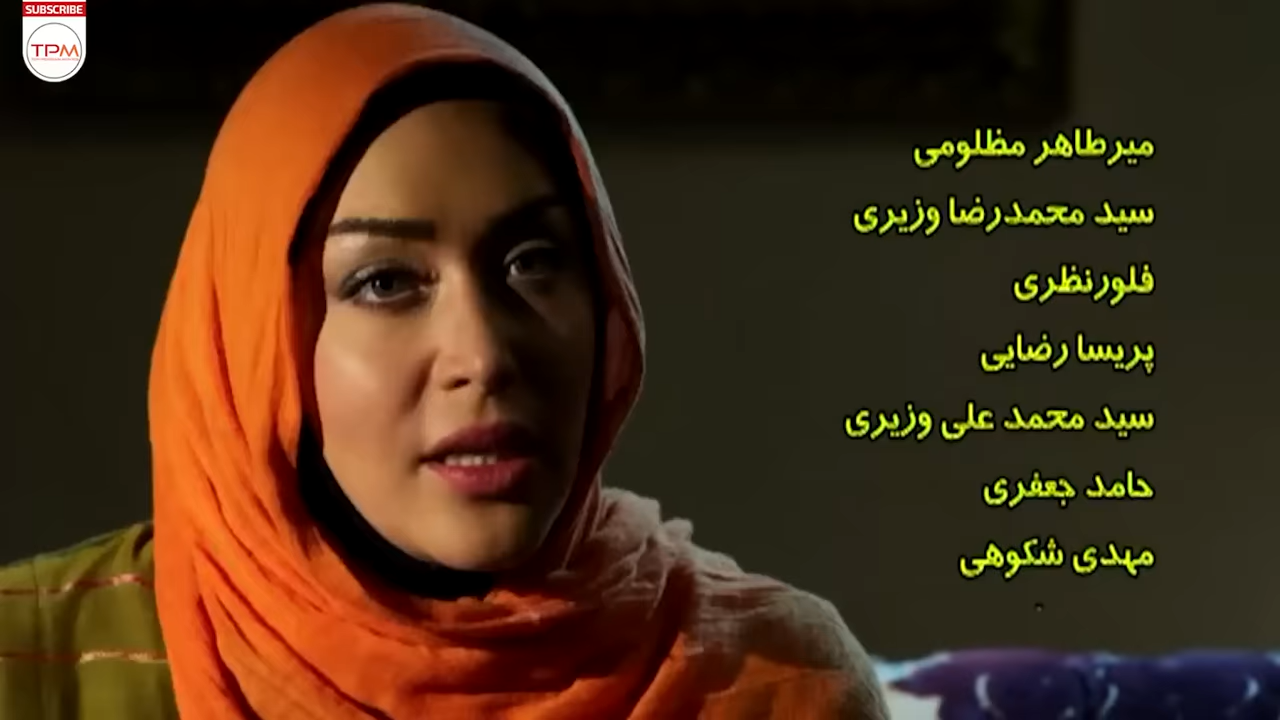 SUBSCRIBE
TPM
میرطاهر مظلومی
سید محمدرضا وزیری
فلورنظری
پریسا رضایی
سید محمد علی وزیری
حامد جعفری
مهدی شکوهی